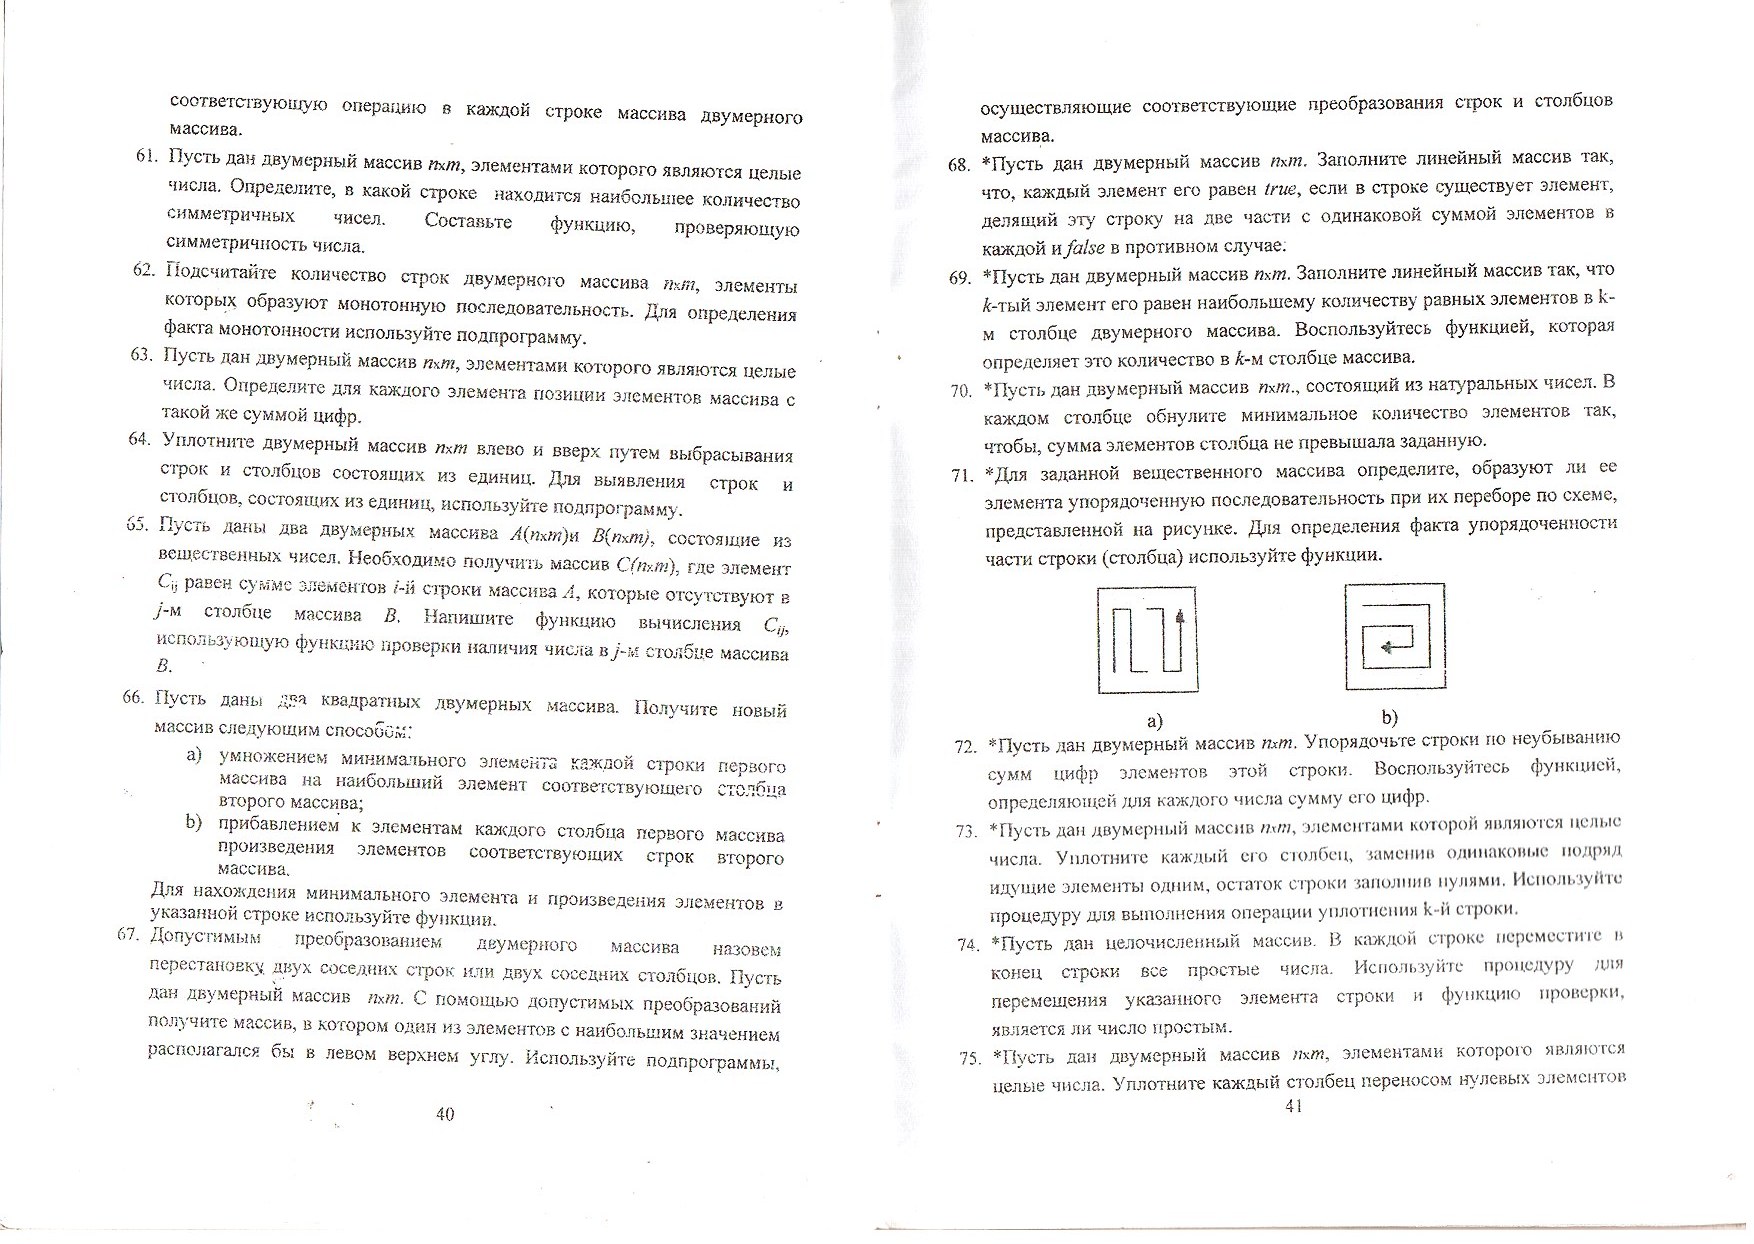 соответствующую операцию в каждой строке массива двумерного
массива.
61. Пусть дан двумерный массив nxm, элементами которого являются целые
числа. Определите, в какой строке находится наибольшее количество
симметричных чисел. Составьте функцию, проверяющую
симметричность числа.
62. Подсчитайте количество строк двумерного массива nxm, элементы
которых образуют монотонную последовательность. Для определения
факта монотонности используйте подпрограмму.
63. Пусть дан двумерный массив nxm, элементами которого являются целые
числа. Определите для каждого элемента позиции элементов массива с
такой же суммой цифр.
64. Уплотните двумерный массив nxm влево и вверх путем выбрасывания
строк и столбцов состоящих из единиц. Для выявления строк и
столбцов, состоящих из единиц, используйте подпрограмму.
65. Пусть даны два двумерных массива A(nxm)и B(nxm), состоящие из
вещественных чисел. Необходимо получить массив C(nxm), где элемент
Cij равен сумме элементов i-й строки массива A, которые отсутствуют в
j-м столбце массива B. Напишите функцию вычисления Cij,
использующую функцию проверки наличия числа в j-м столбце массива
B.
66. Пусть даны два квадратных двумерных массива. Получите новый
массив следующим способом:
a) умножением минимального элемента каждой строки первого
массива на наибольший элемент соответствующего столбца
второго массива;
b) прибавлением к элементам каждого столбца первого массива
произведения элементов соответствующих строк второго
массива.
Для нахождения минимального элемента и произведения элементов в
указанной строке используйте функции.
67. Допустимым преобразованием двумерного массива назовем
перестановку двух соседних строк или двух соседних столбцов. Пусть
дан двумерный массив nxm. С помощью допустимых преобразований
получите массив, в котором один из элементов с наибольшим значением
располагался бы в левом верхнем углу. Используйте подпрограммы,
40
осуществляющие соответствующие преобразования строк и столбцов
массива.
68. *Пусть дан двумерный массив nxm. Заполните линейный массив так,
что, каждый элемент его равен true, если в строке существует элемент,
делящий эту строку на две части с одинаковой суммой элементов в
каждой и false в противном случае.
69. *Пусть дан двумерный массив nxm. Заполните линейный массив так, что
k-тый элемент его равен наибольшему количеству равных элементов в k-
м столбце двумерного массива. Воспользуйтесь функцией, которая
определяет это количество в k-м столбце массива.
70. *Пусть дан двумерный массив nxm., состоящий из натуральных чисел. В
каждом столбце обнулите минимальное количество элементов так,
чтобы, сумма элементов столбца не превышала заданную.
71. *Для заданной вещественного массива определите, образуют ли ее
элемента упорядоченную последовательность при их переборе по схеме,
представленной на рисунке. Для определения факта упорядоченности
части строки (столбца) используйте функции.
a) b)
72. *Пусть дан двумерный массив nxm. Упорядочьте строки по неубыванию
сумм цифр элементов этой строки. Воспользуйтесь функцией,
определяющей для каждого числа сумму его цифр.
73. *Пусть дан двумерный массив nxm, элементами которой являются целые
числа. Уплотните каждый его столбец, заменив одинаковые подряд
идущие элементы одним, остаток строки заполнив нулями. Используйте
процедуру для выполнения операции уплотнения k-й строки.
74. *Пусть дан целочисленный массив. В каждой строке переместите в
конец строки все простые числа. Используйте процедуру для
перемещения указанного элемента строки и функцию проверки,
является ли число простым.
75. *Пусть дан двумерный массив nxm, элементами которого являются
целые числа. Уплотните каждый столбец переносом нулевых элементов
41